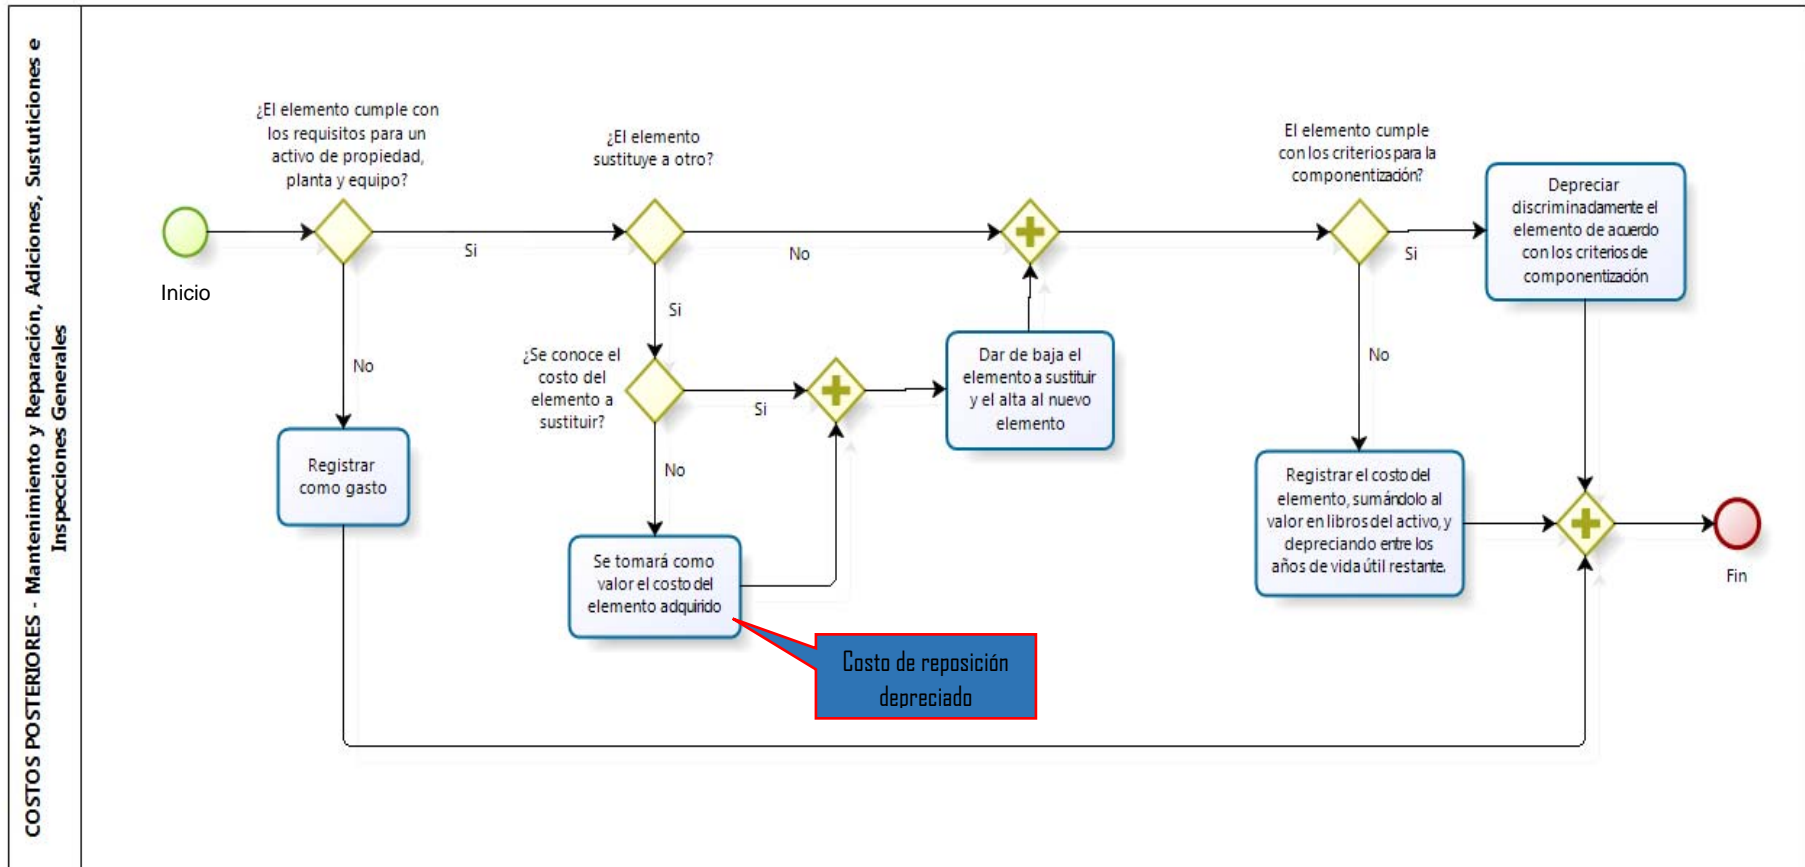 COSTOS POSTERIORES - Mantenimiento y Reparación, Adiciones, Sustuticiones e
Inspecciones Generales
Inicio
¿El elemento cumple con
los requisitos para un
activo de propiedad,
planta y equipo?
Si
No
Registrar
como gasto
¿El elemento
sustituye a otro?
No
Si
¿Se conoce el
costo del
elemento a
sustituir?
Si
No
Se tomará como
valor el costo del
elemento adquirido
Costo de reposición
depreciado
Dar de baja el
elemento a sustituir
y el alta al nuevo
elemento
El elemento cumple
con los criterios para la
componentización?
Si
No
Depreciar
discriminadamente el
elemento de acuerdo
con los criterios de
componentización
Registrar el costo del
elemento, sumándolo al
valor en libros del activo, y
depreciando entre los
años de vida útil restante.
Fin